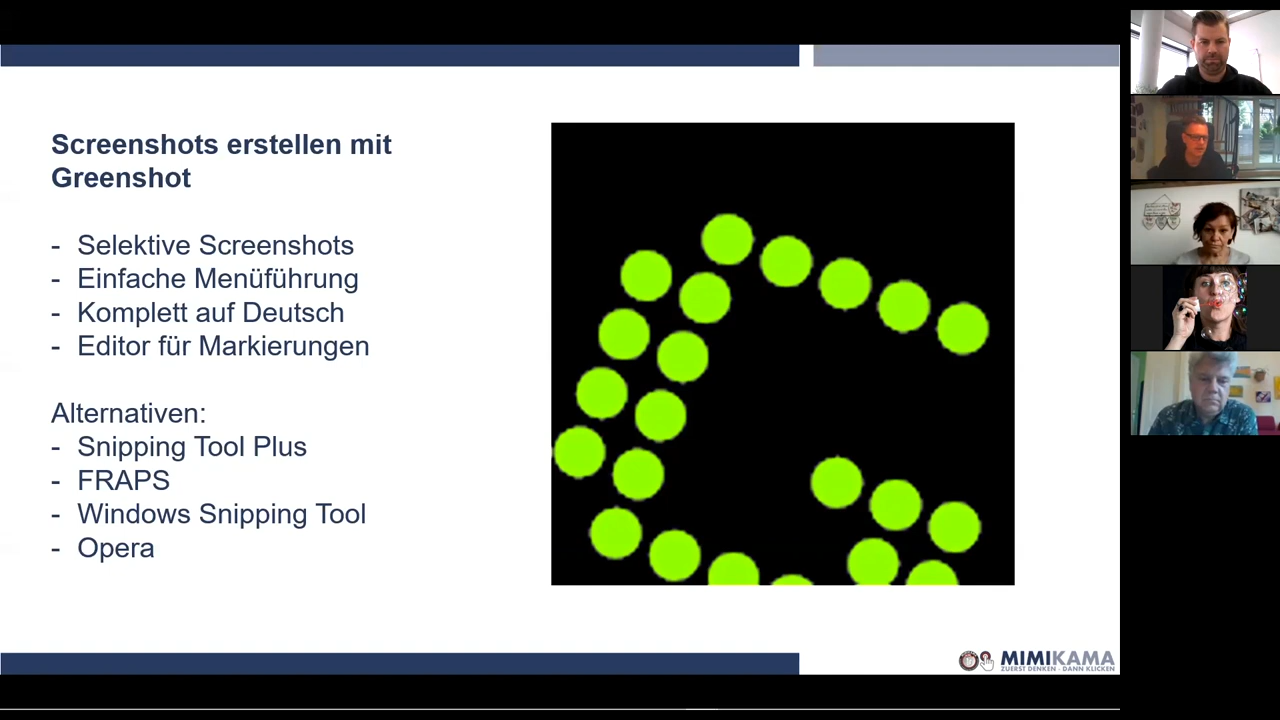 Screenshots erstellen mit
Greenshot
- Selektive Screenshots
- Einfache Menüführung
- Komplett auf Deutsch
- Editor für Markierungen
Alternativen:
- Snipping Tool Plus
- FRAPS
- Windows Snipping Tool
- Opera
MIMIKAMA
ZUERST DENKEN - DANN KLICKEN